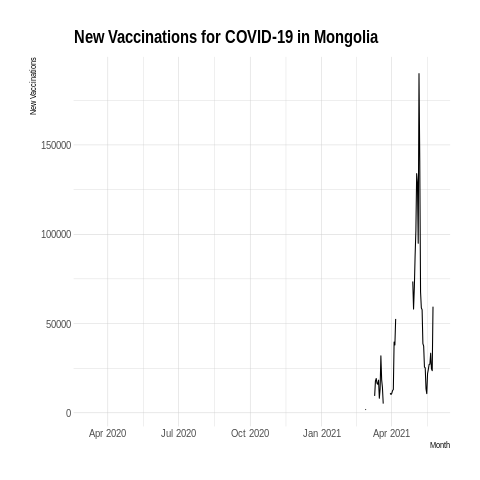 New Vaccinations for COVID-19 in Mongolia
New Vaccinations
150000
100000
50000
0
Apr 2020 Jul 2020 Oct 2020 Jan 2021 Apr 2021
Month